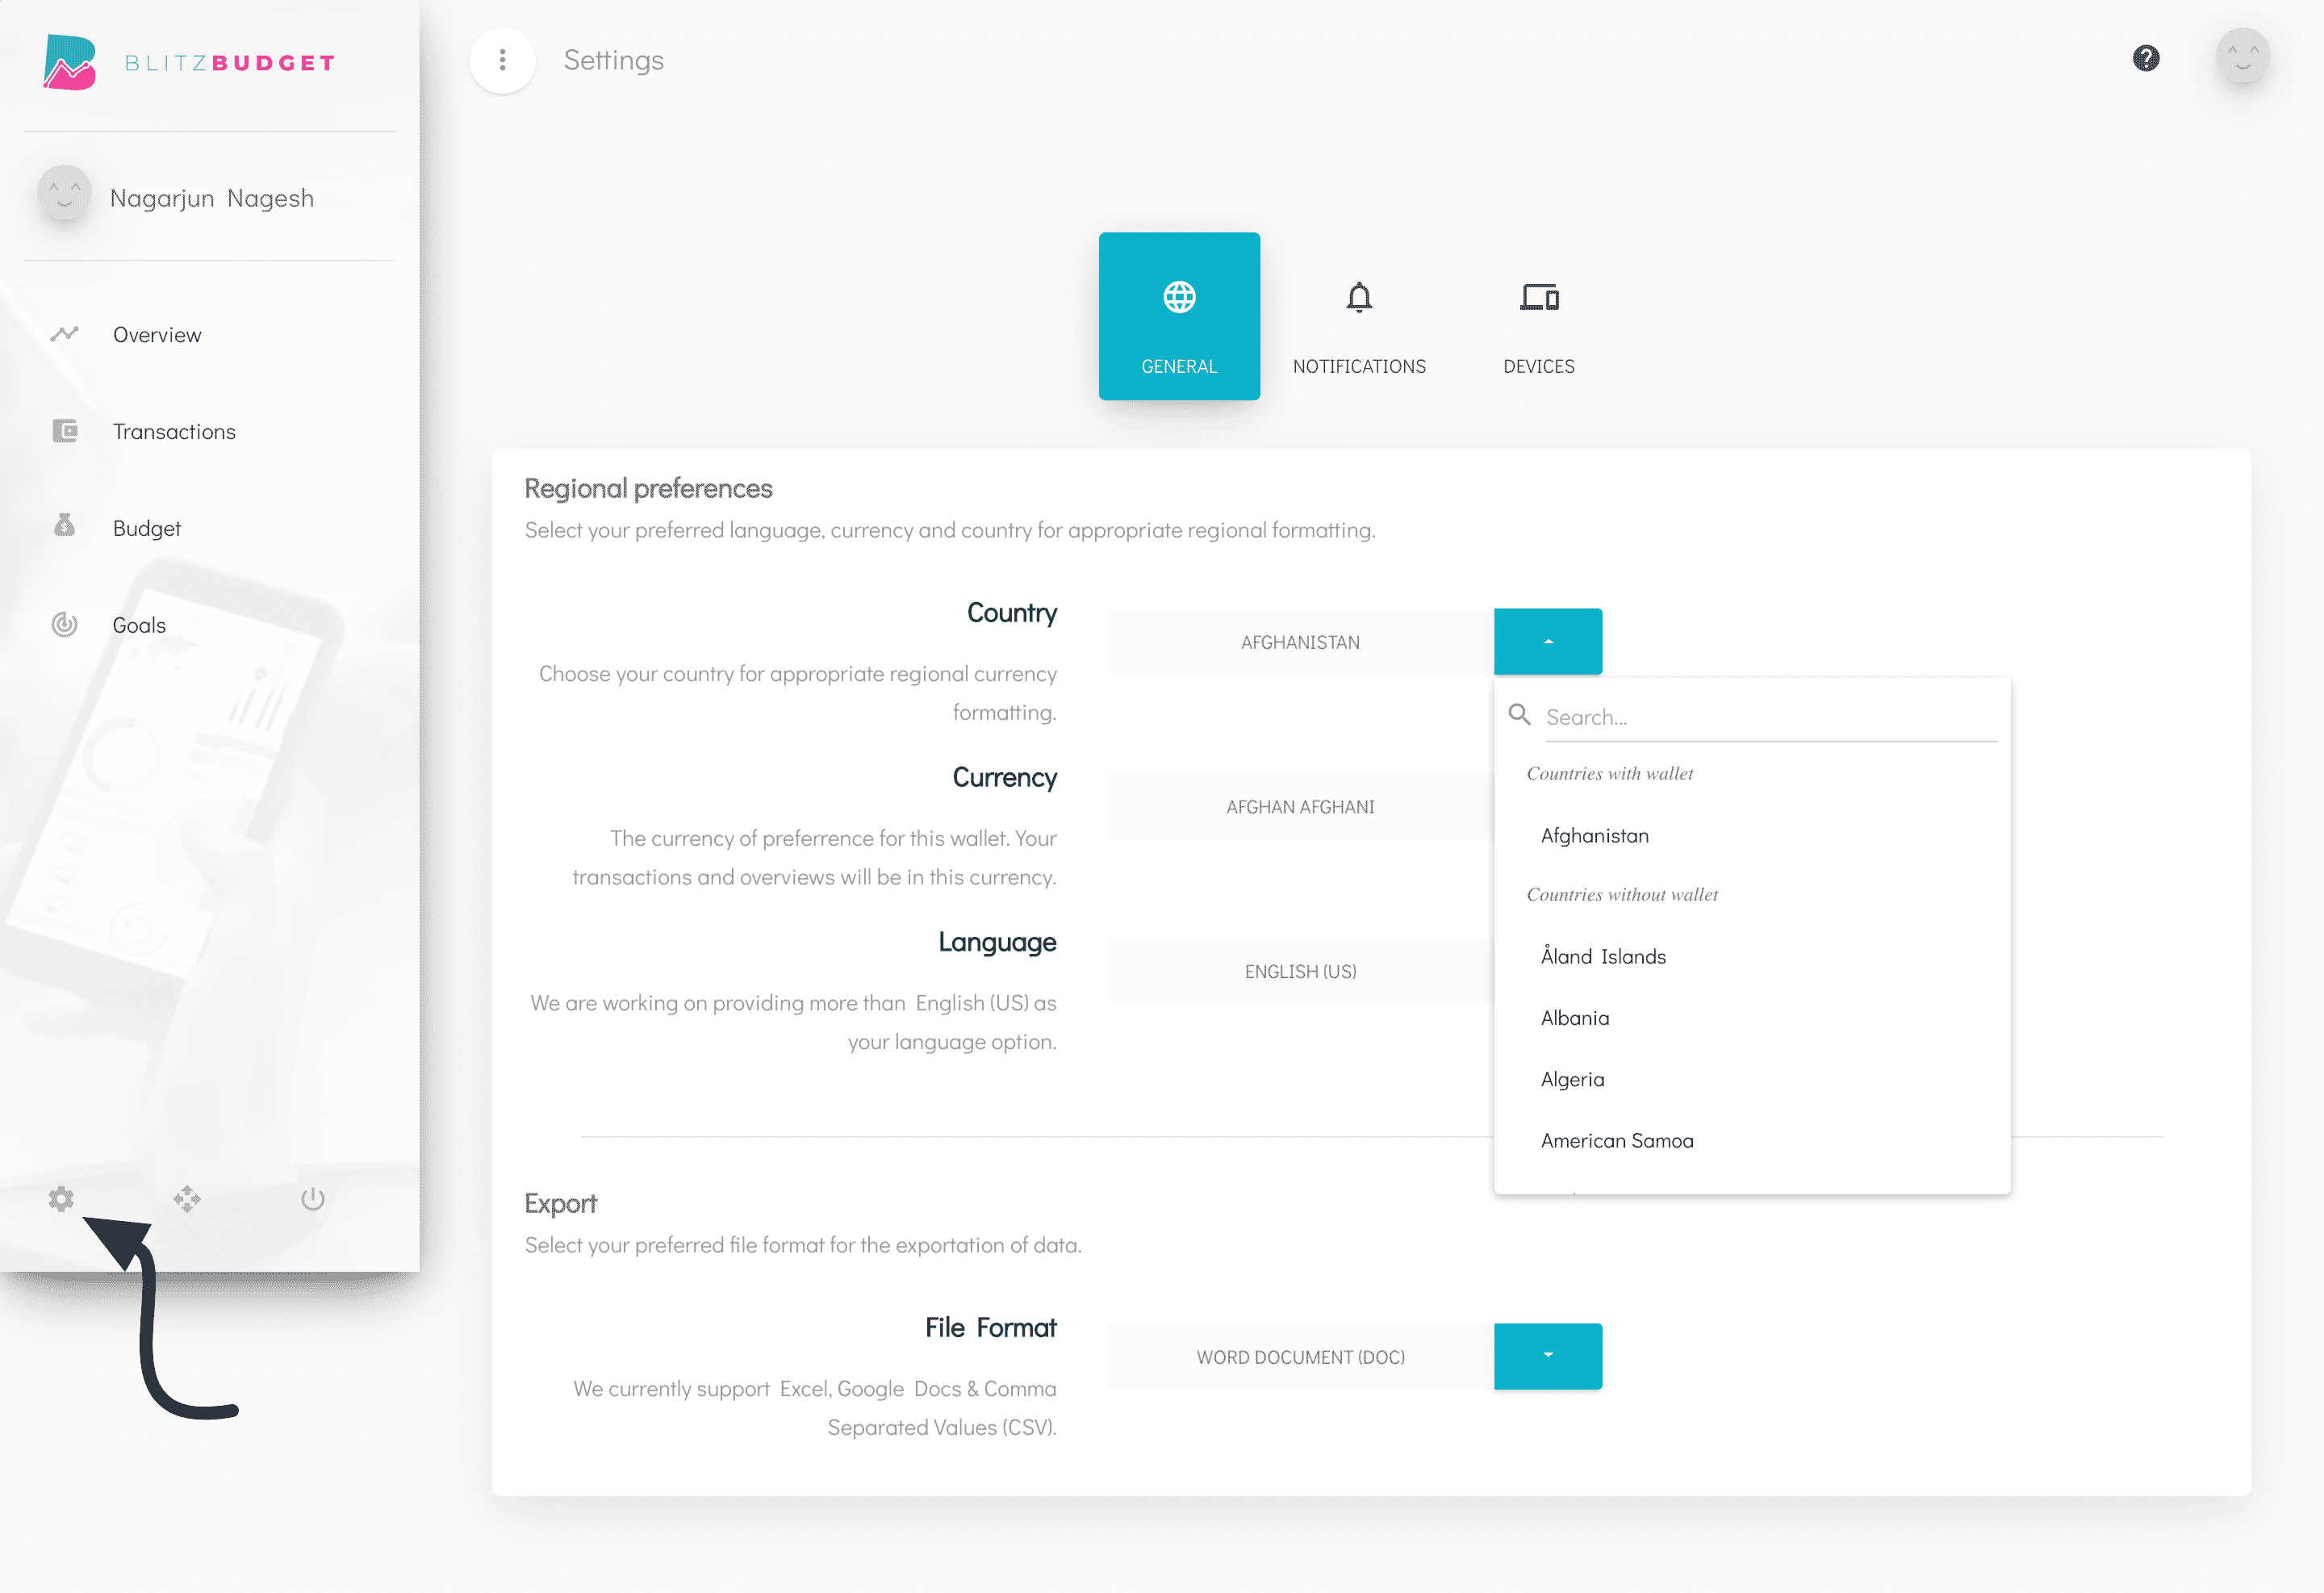 BLITZBUDGET
Settings
Nagarjun Nagesh
Overview
Transactions
Budget
Goals
GENERAL
NOTIFICATIONS
DEVICES
Regional preferences
Select your preferred language, currency and country for appropriate regional formatting.
Country
AFGHANISTAN
Choose your country for appropriate regional currency
formatting.
Search...
Countries with wallet
Afghanistan
Countries without wallet
Åland Islands
Albania
Algeria
American Samoa
Currency
AFGHAN AFGHANI
The currency of preferrence for this wallet. Your
transactions and overviews will be in this currency.
Language
ENGLISH (US)
We are working on providing more than English (US) as
your language option.
Export
Select your preferred file format for the exportation of data.
File Format
WORD DOCUMENT (DOC)
We currently support Excel, Google Docs & Comma
Separated Values (CSV).